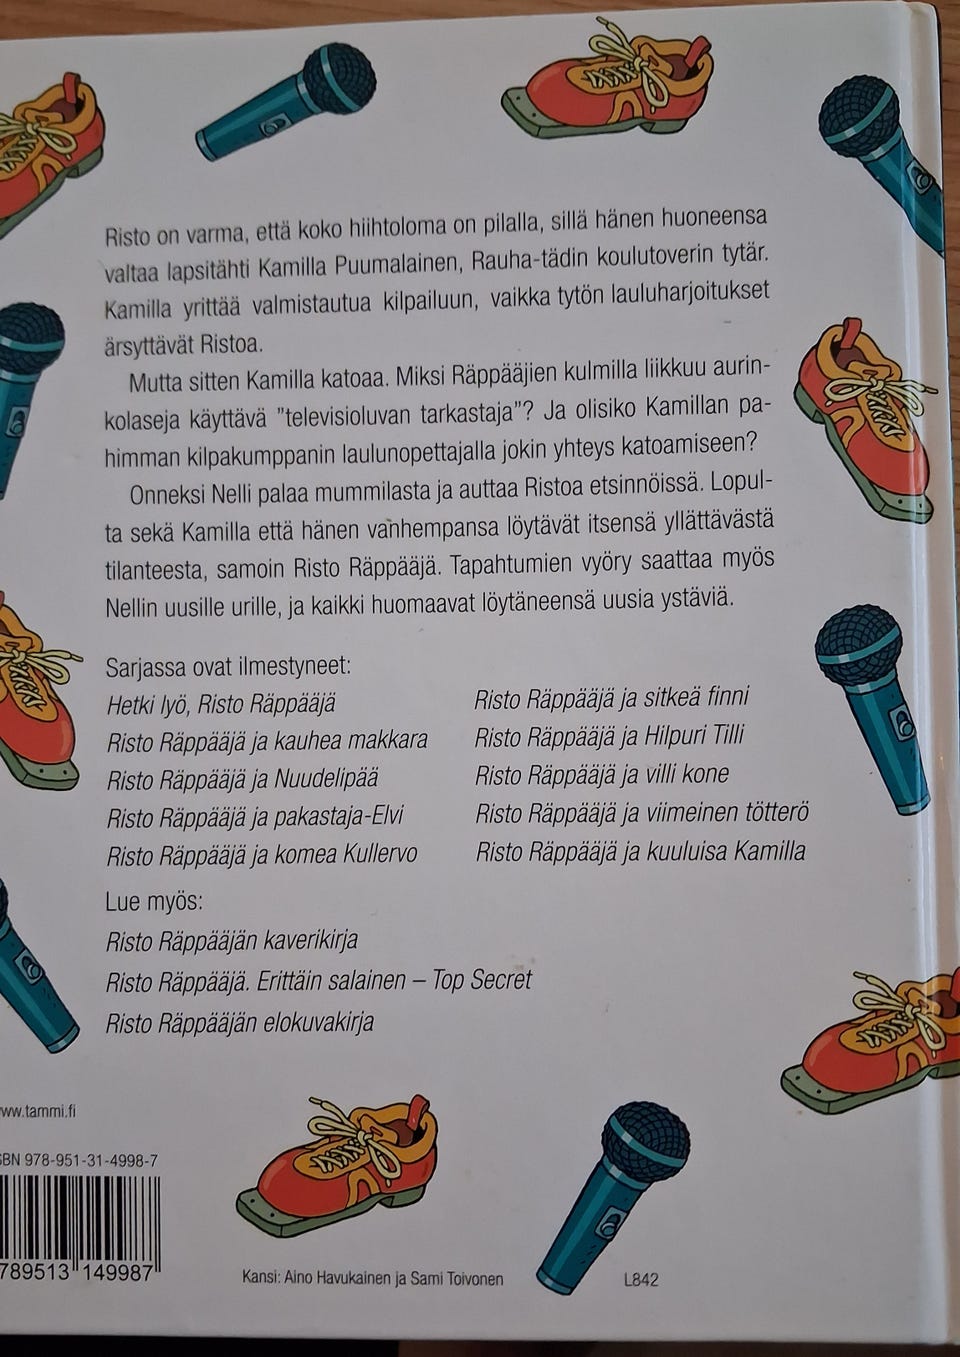 Risto on varma, että koko hiihtoloma on pilalla, sillä hänen huoneensa
valtaa lapsitähti Kamilla Puumalainen, Rauha-tädin koulutoverin tytär.
Kamilla yrittää valmistautua kilpailuun, vaikka tytön lauluharjoitukset
ärsyttävät Ristoa.
Mutta sitten Kamilla katoaa. Miksi Räppääjien kulmilla liikkuu aurin-
kolaseja käyttävä ”televisioluvan tarkastaja”? Ja olisiko Kamillan pa-
himman kilpakumppanin laulunopettajalla jokin yhteys katoamiseen?
Onneksi Nelli palaa mummilasta ja auttaa Ristoa etsinnöissä. Lopul-
ta sekä Kamilla että hänen vanhempansa löytävät itsensä yllättävästä
tilanteesta, samoin Risto Räppääjä. Tapahtumien vyöry saattaa myös
Nellin uusille urille, ja kaikki huomaavat löytäneensä uusia ystäviä.
Sarjassa ovat ilmestyneet:
Hetki lyö, Risto Räppääjä
Risto Räppääjä ja kauhea makkara
Risto Räppääjä ja Nuudelipää
Risto Räppääjä ja pakastaja-Elvi
Risto Räppääjä ja komea Kullervo
Risto Räppääjä ja sitkeä finni
Risto Räppääjä ja Hilpuri Tilli
Risto Räppääjä ja villi kone
Risto Räppääjä ja viimeinen tötterö
Risto Räppääjä ja kuuluisa Kamilla
Lue myös:
Risto Räppääjän kaverikirja
Risto Räppääjä. Erittäin salainen – Top Secret
Risto Räppääjän elokuvakirja
ww.tammi.fi
SBN 978-951-31-4998-7
789513 149987
Kansi: Aino Havukainen ja Sami Toivonen
L842